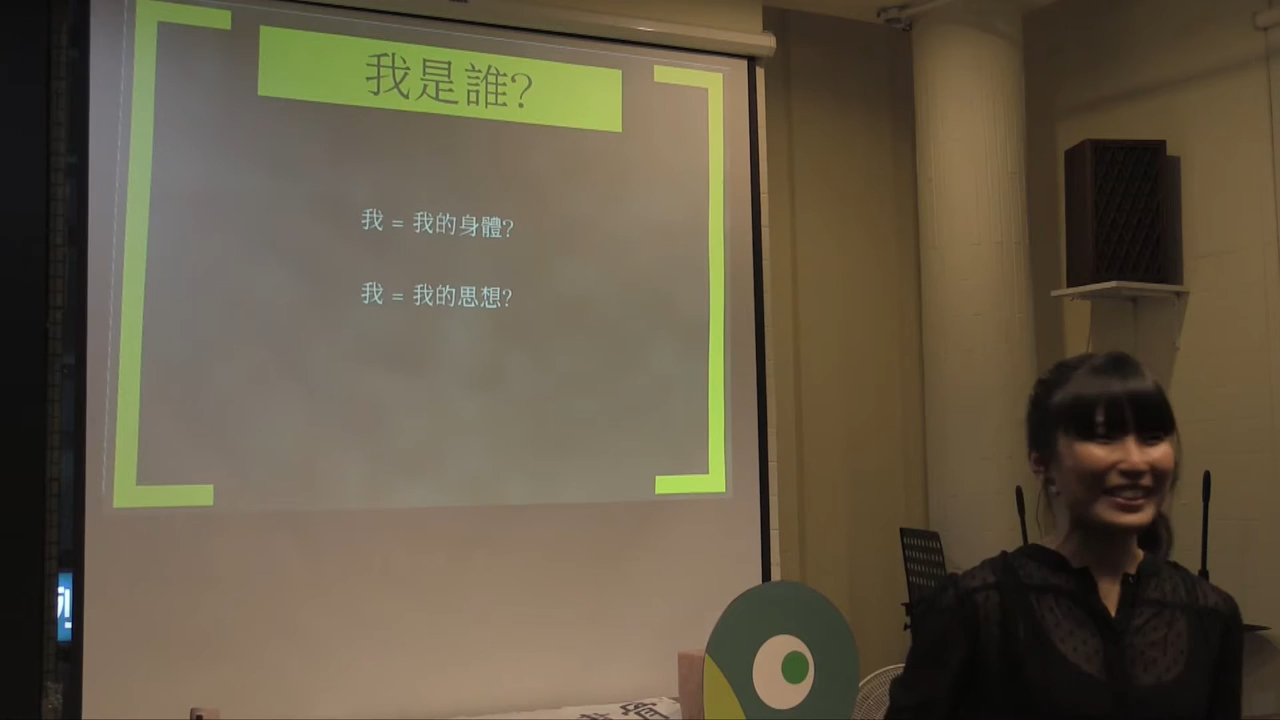 我是誰?
我 = 我的身體?
我 = 我的思想?